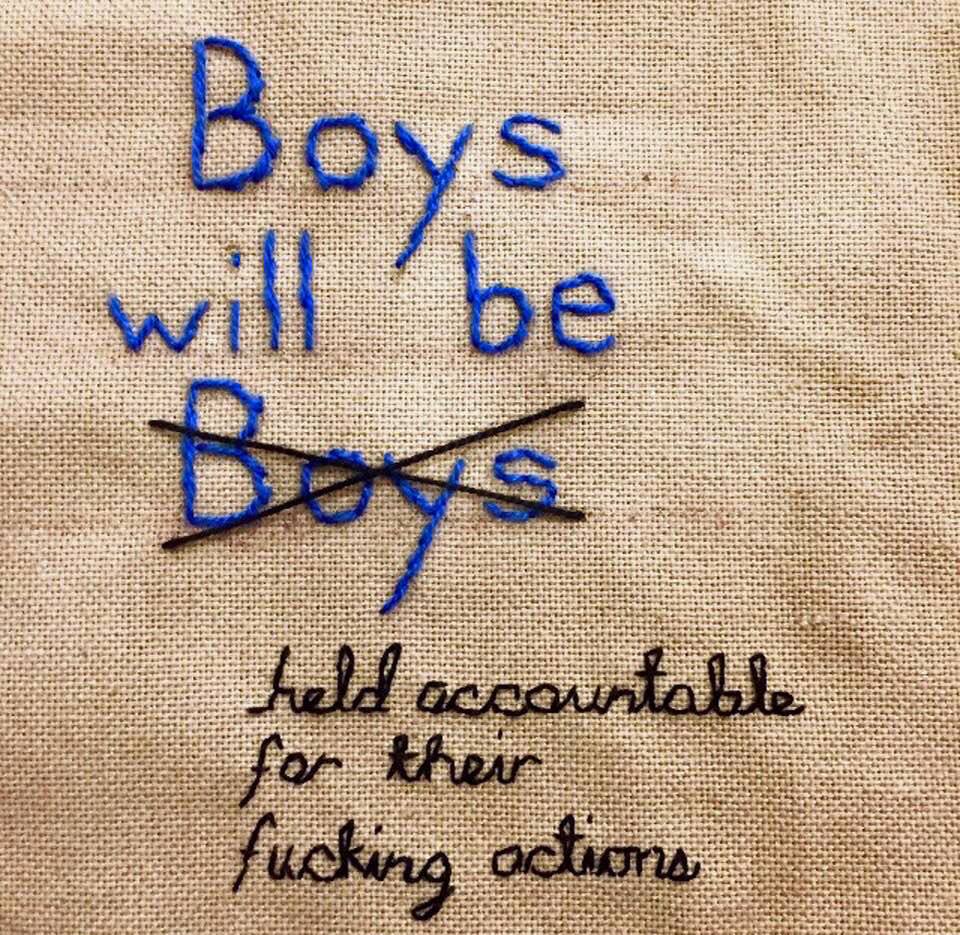 Boys
will be
Boys
held accountable
for their
fucking actions